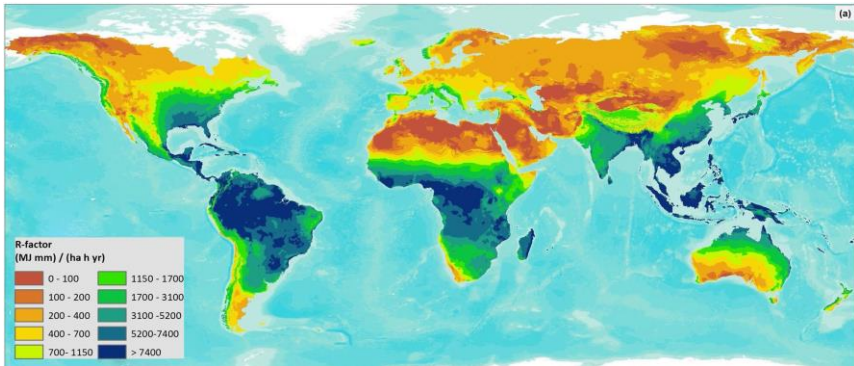 (a)
R-factor
(MJ mm) / (ha h yr)
0 - 100
1150 - 1700
100 - 200
1700 - 3100
200 - 400
3100 -5200
400 - 700
5200-7400
700- 1150
> 7400